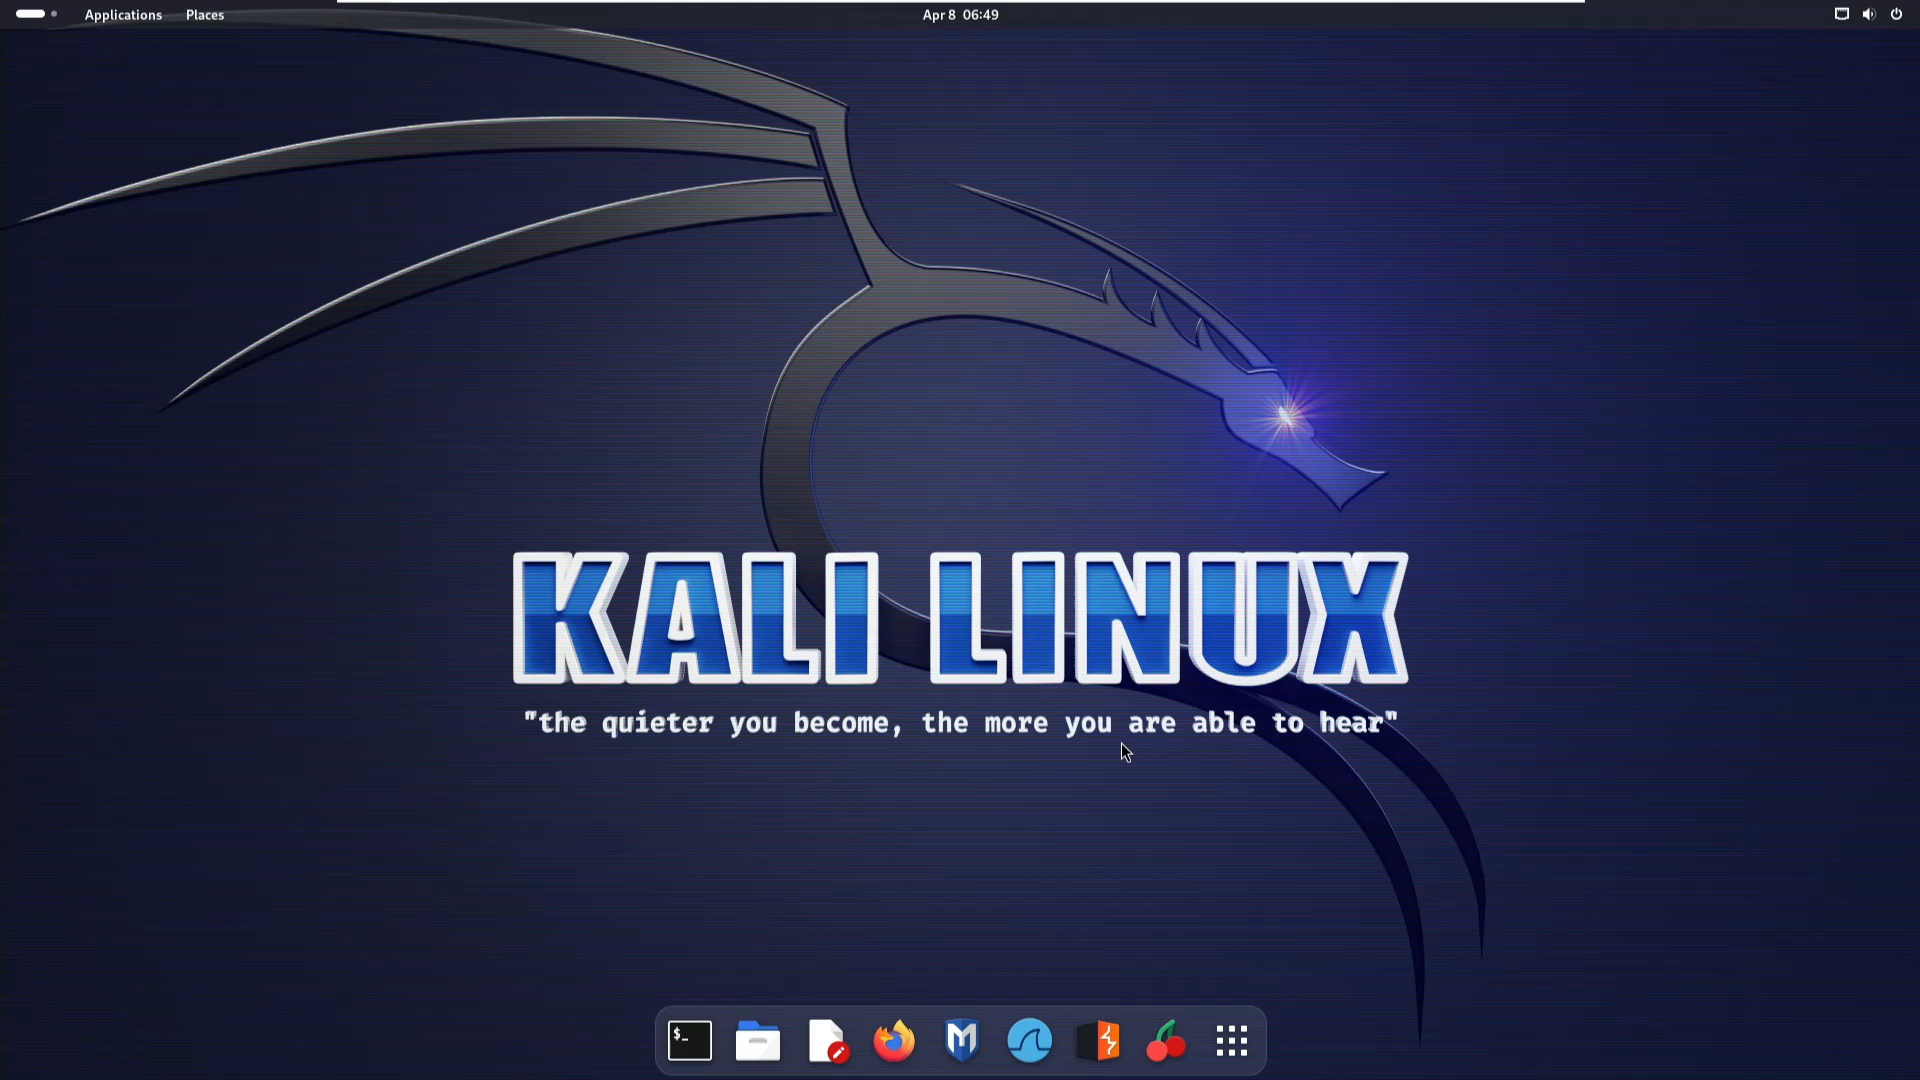 Applications Places Apr 8 06:49
KALI LINUX
"the quieter you become, the more you are able to hear"
$_